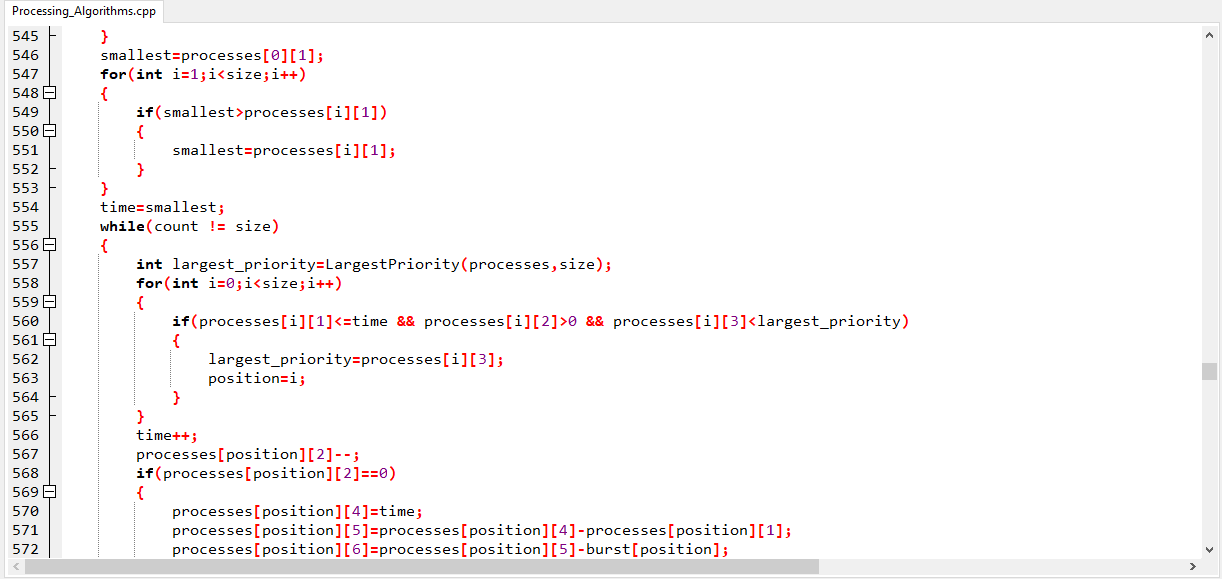 Processing_Algorithms.cpp
545 }
546 smallest=processes[0][1];
547 for(int i=1;i<size;i++)
548 {
549 if(smallest>processes[i][1])
550 {
551 smallest=processes[i][1];
552 }
553 }
554 time=smallest;
555 while(count != size)
556 {
557 int largest_priority=LargestPriority(processes,size);
558 for(int i=0;i<size;i++)
559 {
560 if(processes[i][1]<=time && processes[i][2]>0 && processes[i][3]<largest_priority)
561 {
562 largest_priority=processes[i][3];
563 position=i;
564 }
565 }
566 time++;
567 processes[position][2]--;
568 if(processes[position][2]==0)
569 {
570 processes[position][4]=time;
571 processes[position][5]=processes[position][4]-processes[position][1];
572 processes[position][6]=processes[position][5]-burst[position];